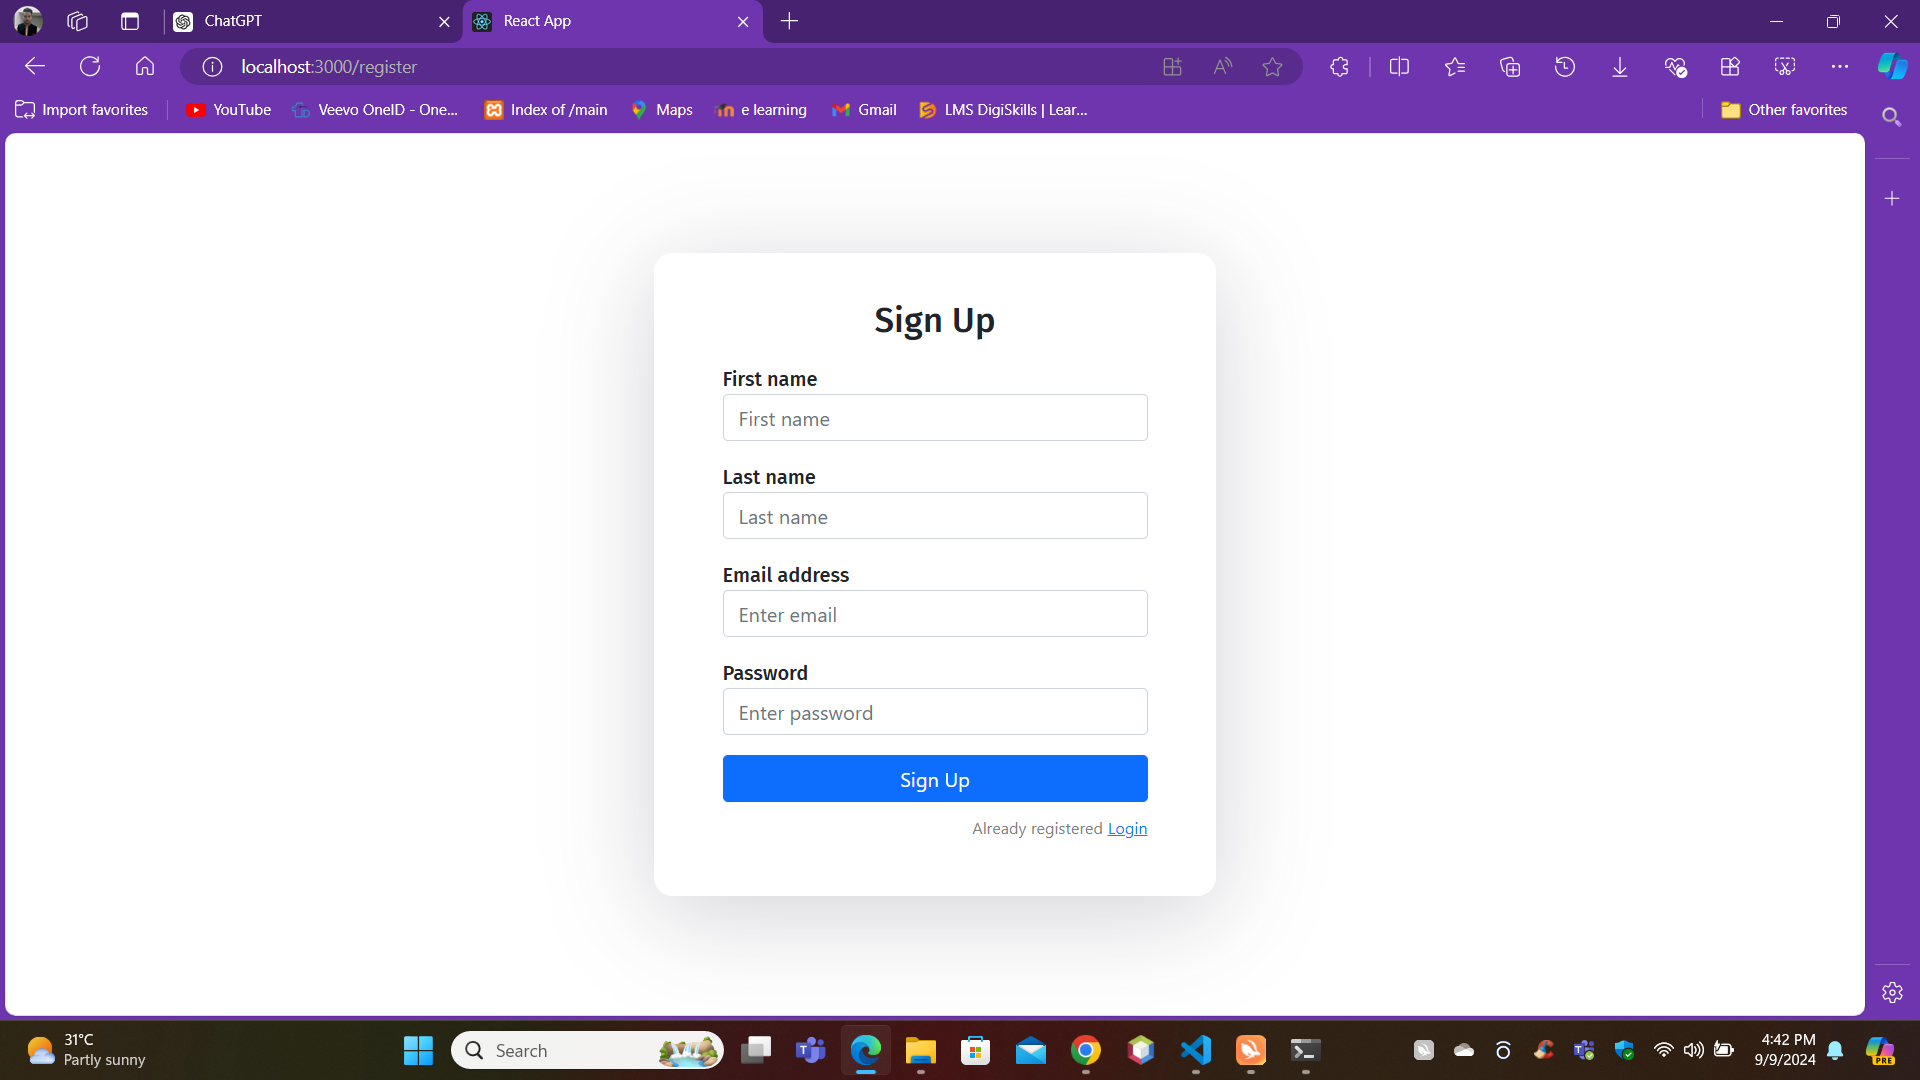 ChatGPT
React App
localhost:3000/register
Import favorites
YouTube
Veevo OneID - One...
Index of /main
Maps
e learning
Gmail
LMS DigiSkills | Lear...
Other favorites
Sign Up
First name
First name
Last name
Last name
Email address
Enter email
Password
Enter password
Sign Up
Already registered Login
31°C
Partly sunny
Search
4:42 PM
9/9/2024
PRE